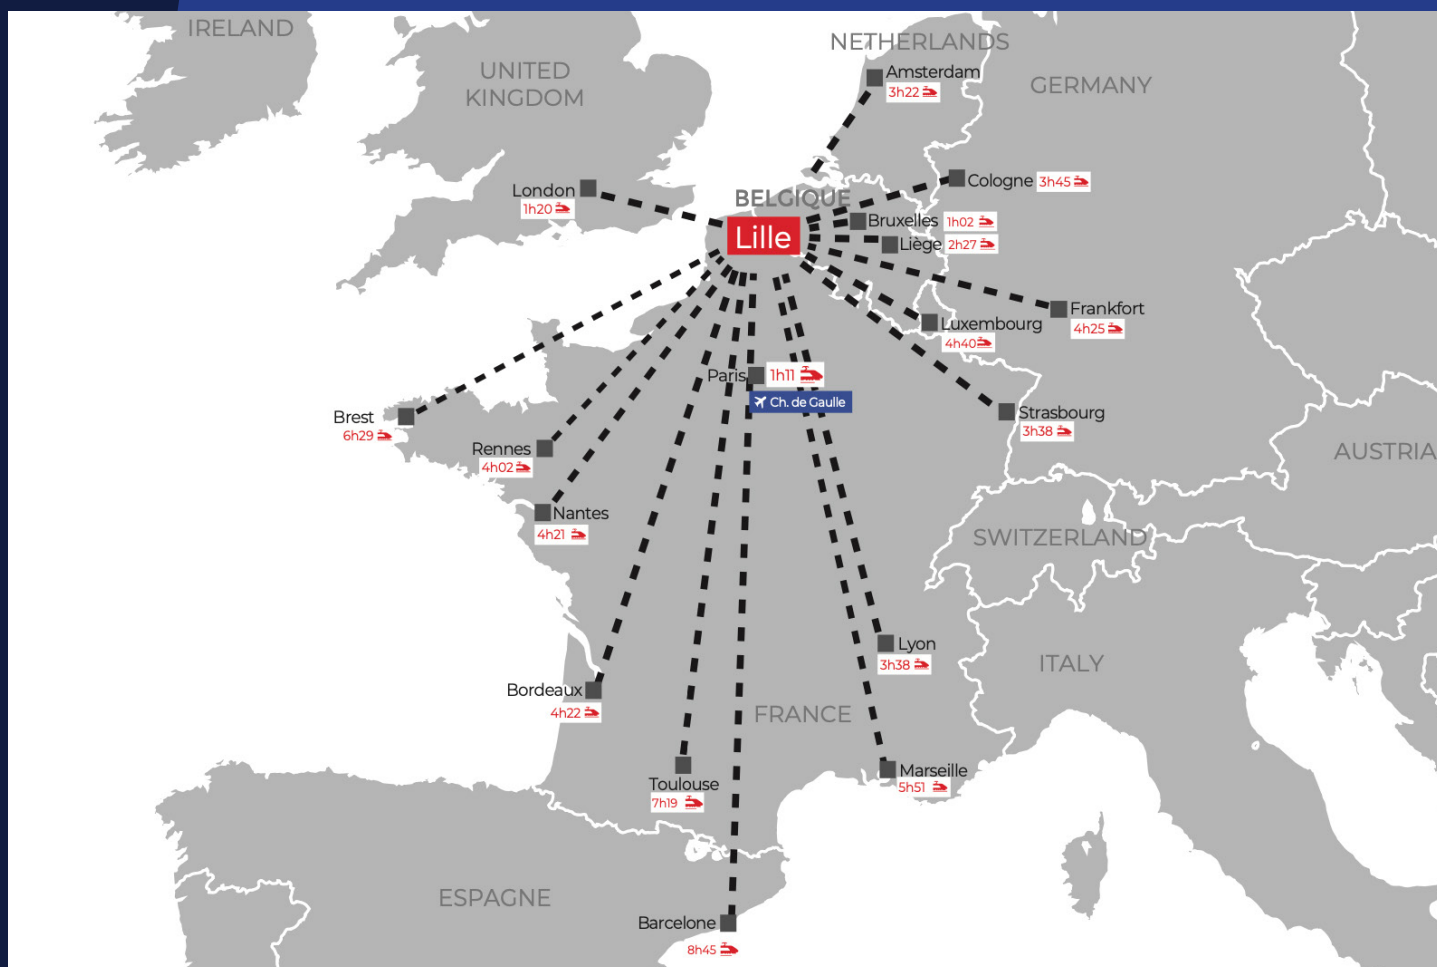 IRELAND
UNITED
KINGDOM
NETHERLANDS
Amsterdam
3h22
GERMANY
London
1h20
BELGIQUE
Cologne 3h45
Bruxelles 1h02
Lille
Liège 2h27
Frankfort
4h25
Luxembourg
4h40
Paris 1h11
Ch. de Gaulle
Strasbourg
3h38
Brest
6h29
Rennes
4h02
AUSTRIA
Nantes
4h21
SWITZERLAND
Lyon
3h38
ITALY
Bordeaux
4h22
FRANCE
Marseille
5h51
Toulouse
7h19
ESPAGNE
Barcelone
8h45